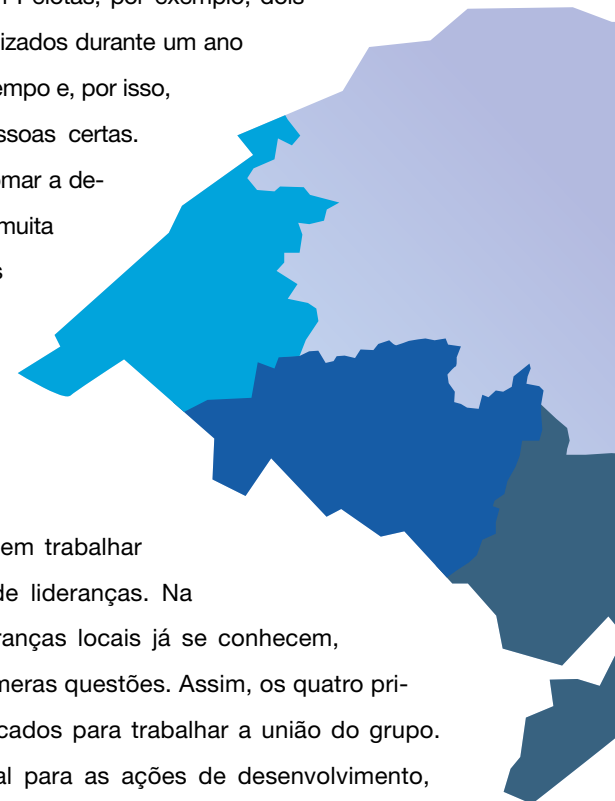 Pelotas, por exemplo, dois
izados durante um ano
empo e, por isso,
ssoas certas.
omar a de-
muita
s
em trabalhar
de lideranças. Na
ranças locais já se conhecem,
meras questões. Assim, os quatro pri-
cados para trabalhar a união do grupo.
al para as ações de desenvolvimento,